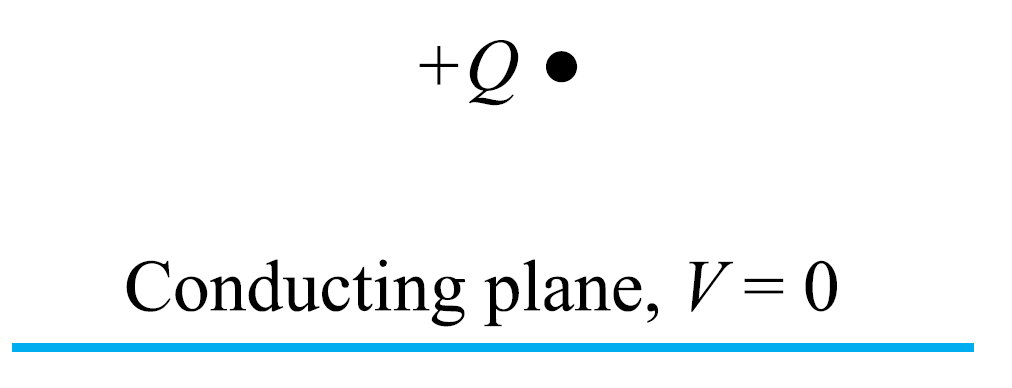 +Q
Conducting plane, V = 0